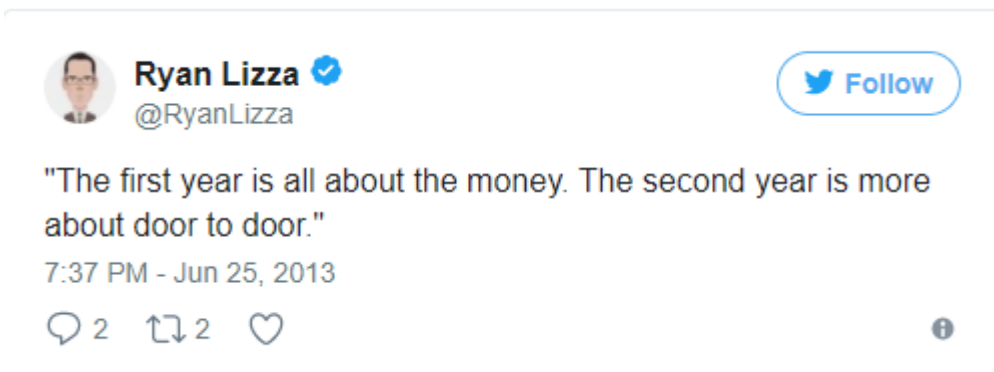 Ryan Lizza
@RyanLizza
Follow
"The first year is all about the money. The second year is more
about door to door."
7:37 PM - Jun 25, 2013
2 2